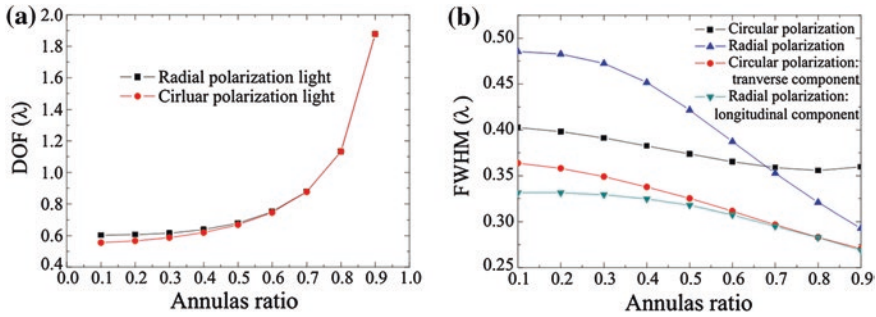 (a)
2.0
1.8
1.6
1.4
1.2
1.0
0.8
0.6
0.4
DOF (λ)
Radial polarization light
Cirluar polarization light
0.0 0.1 0.2 0.3 0.4 0.5 0.6 0.7 0.8 0.9 1.0
Annulas ratio
(b)
0.50
0.45
0.40
0.35
0.30
0.25
FWHM (λ)
Circular polarization
Radial polarization
Circular polarization:
tranverse component
Radial polarization:
longitudinal component
0.1 0.2 0.3 0.4 0.5 0.6 0.7 0.8 0.9
Annulas ratio